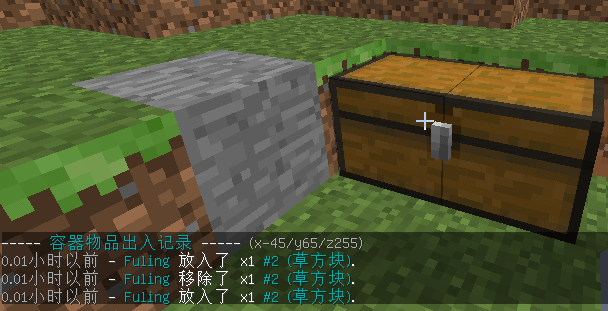 ----- 容器物品出入记录 ----- (x-45/y65/z255)
0.01小时以前 - Fuling 放入了 x1 #2 (草方块).
0.01小时以前 - Fuling 移除了 x1 #2 (草方块).
0.01小时以前 - Fuling 放入了 x1 #2 (草方块).